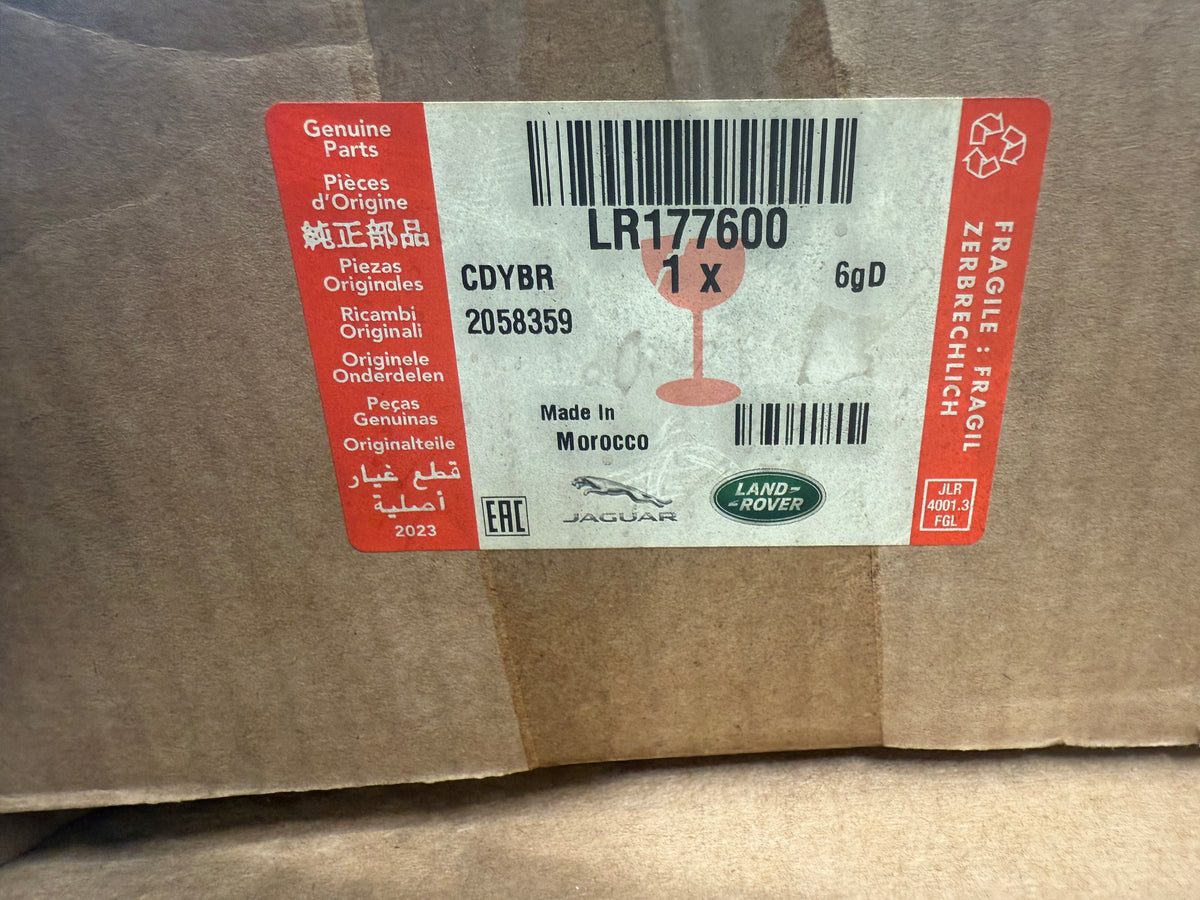 Genuine
Parts
Pièces
d'Origine
純正部品
Piezas
Originales
Ricambi
Originali
Originele
Onderdelen
Peças
Genuinas
Originalteile
قطع غيار
أصلية
2023
LR177600
1 x
CDYBR
6gD
2058359
Made In
Morocco
EAC
JAGUAR
LAND-
-ROVER
FRAGILE : FRAGIL
ZERBRECHLICH
JLR
4001.3
FGL